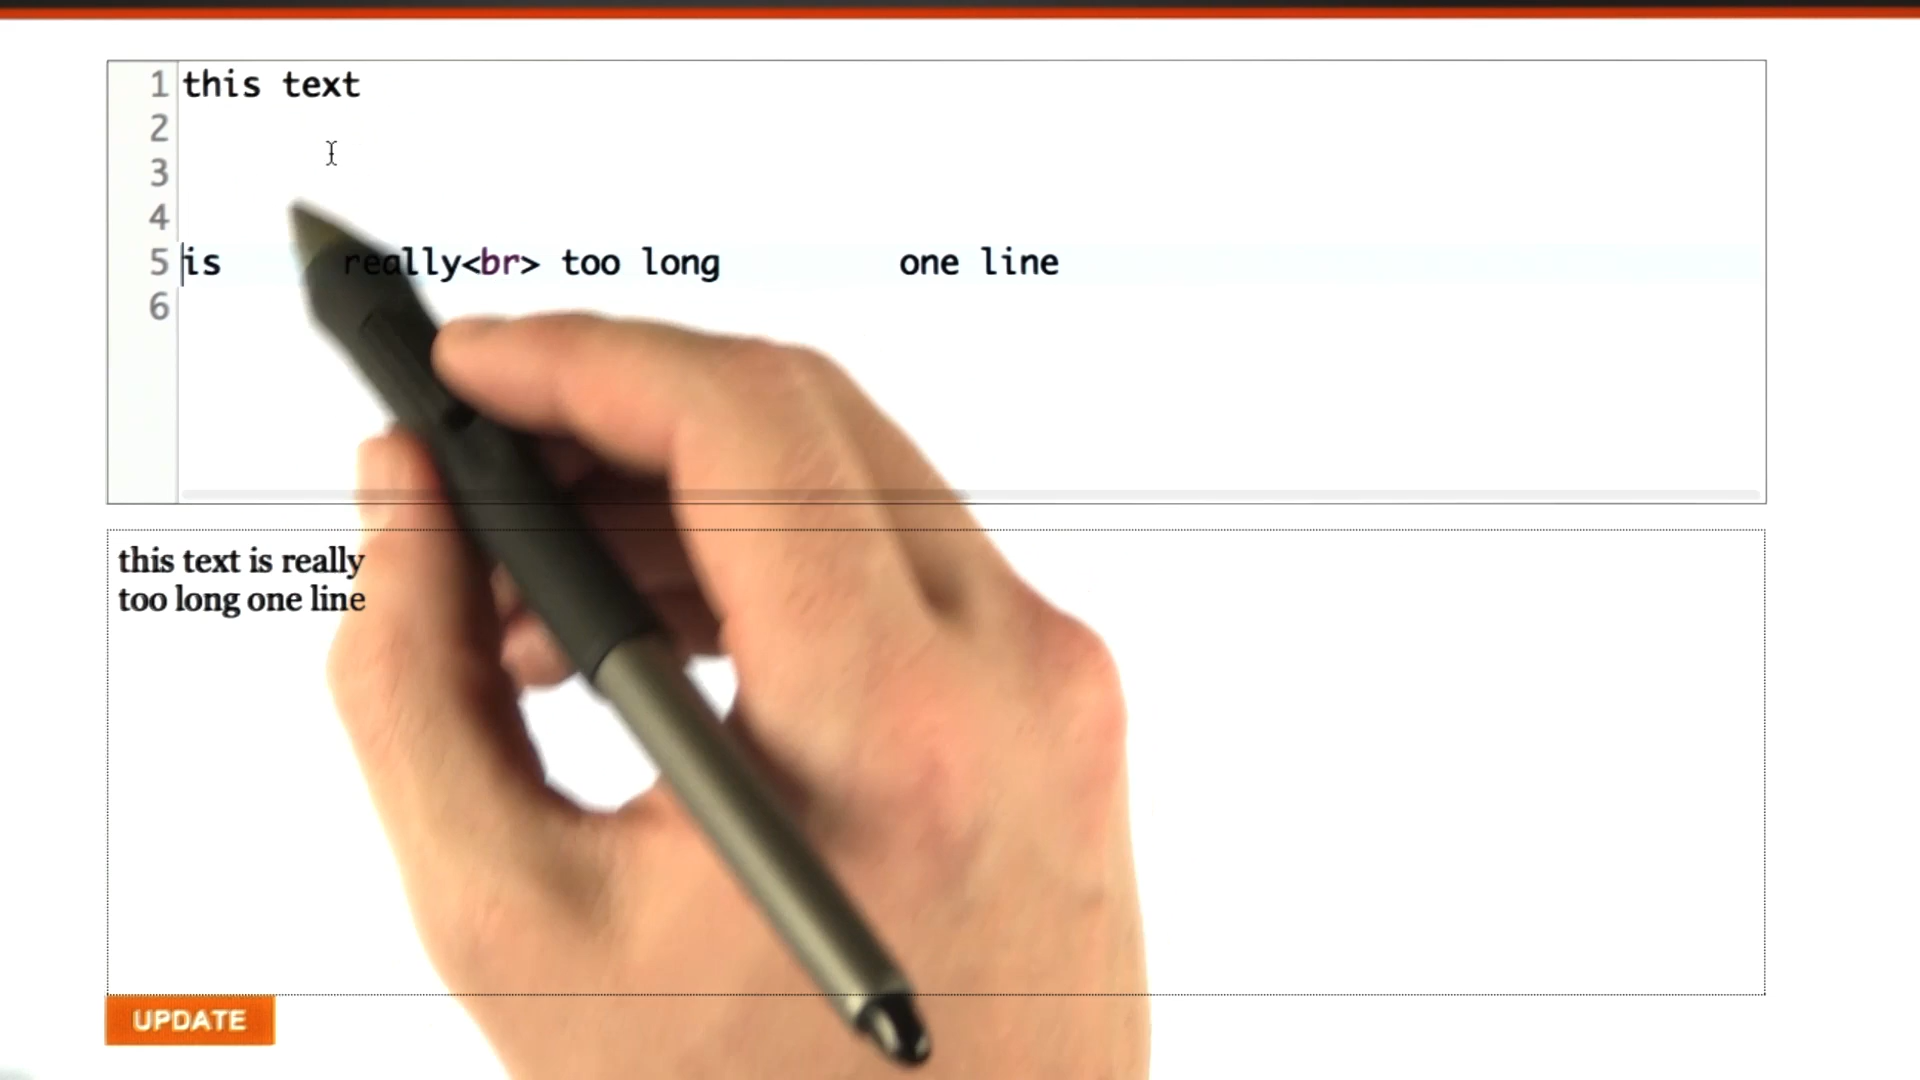 1 this text
2
3
4
5 is really<br> too long one line
6
this text is really
too long one line
UPDATE